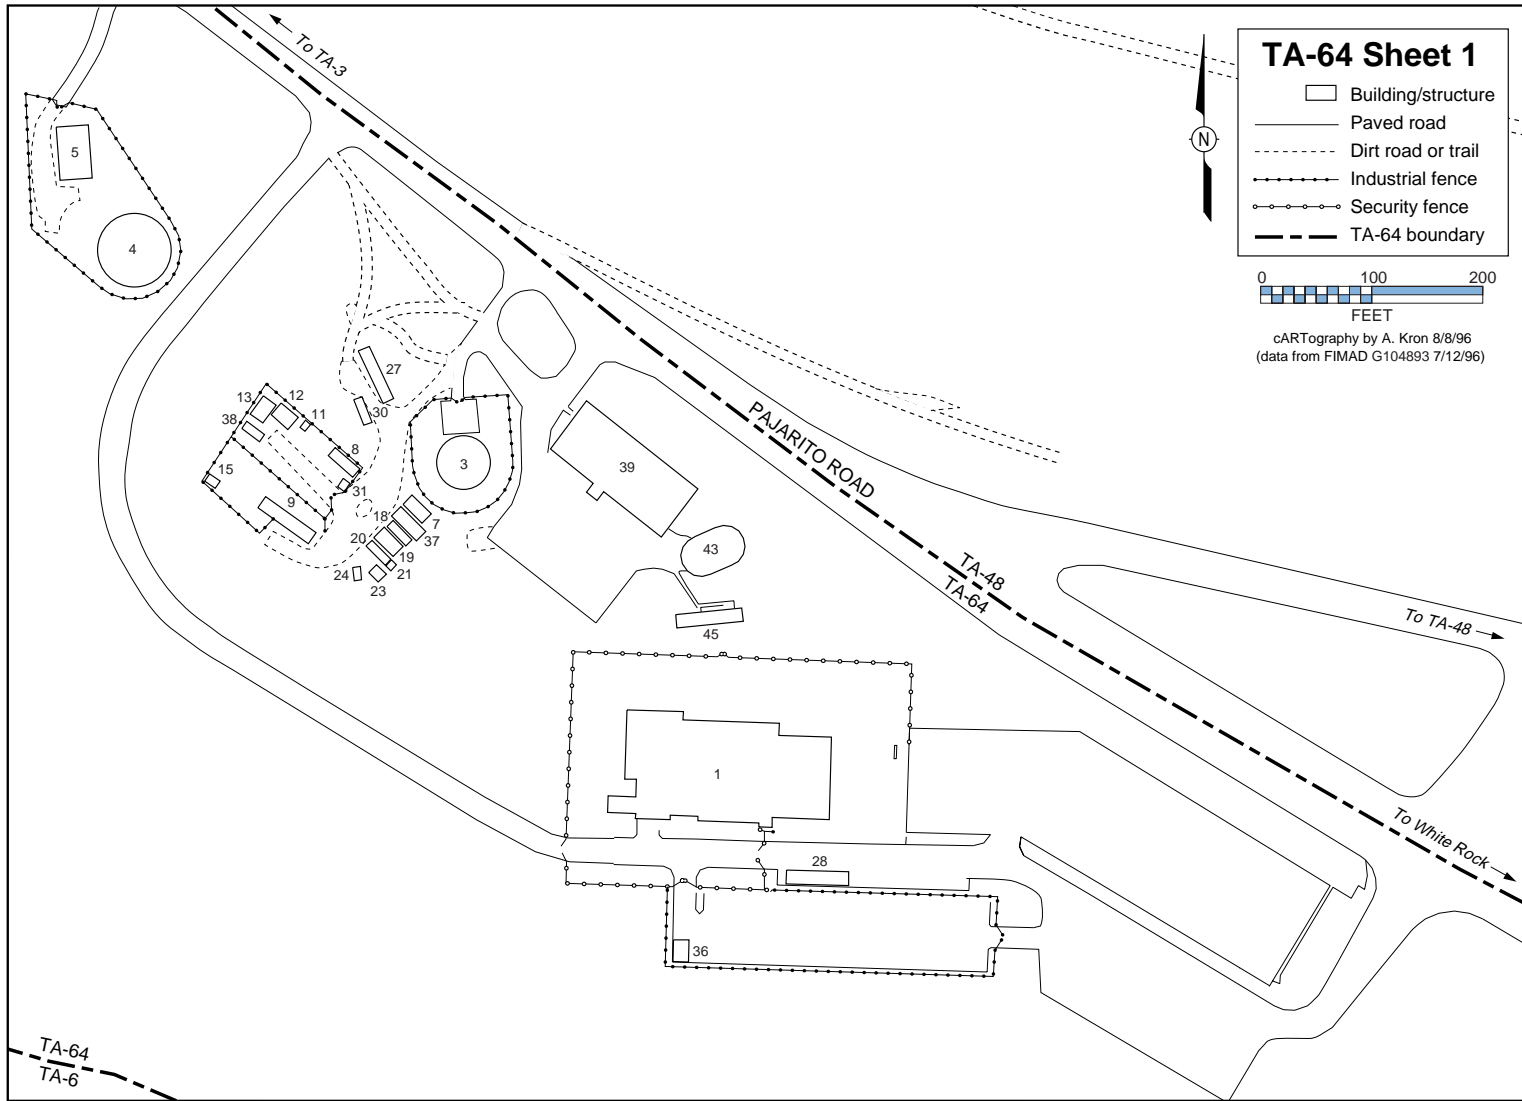 To TA-3
TA-64 Sheet 1
Building/structure
Paved road
Dirt road or trail
Industrial fence
Security fence
TA-64 boundary
N
0 100 200
FEET
cARTography by A. Kron 8/8/96
(data from FIMAD G104893 7/12/96)
5
4
27
30
13
12
11
38
8
15
31
9
3
39
PAJARITO ROAD
18
7
20
37
19
21
24
23
43
45
TA-48
TA-64
To TA-48
1
28
36
To White Rock
TA-64
TA-6